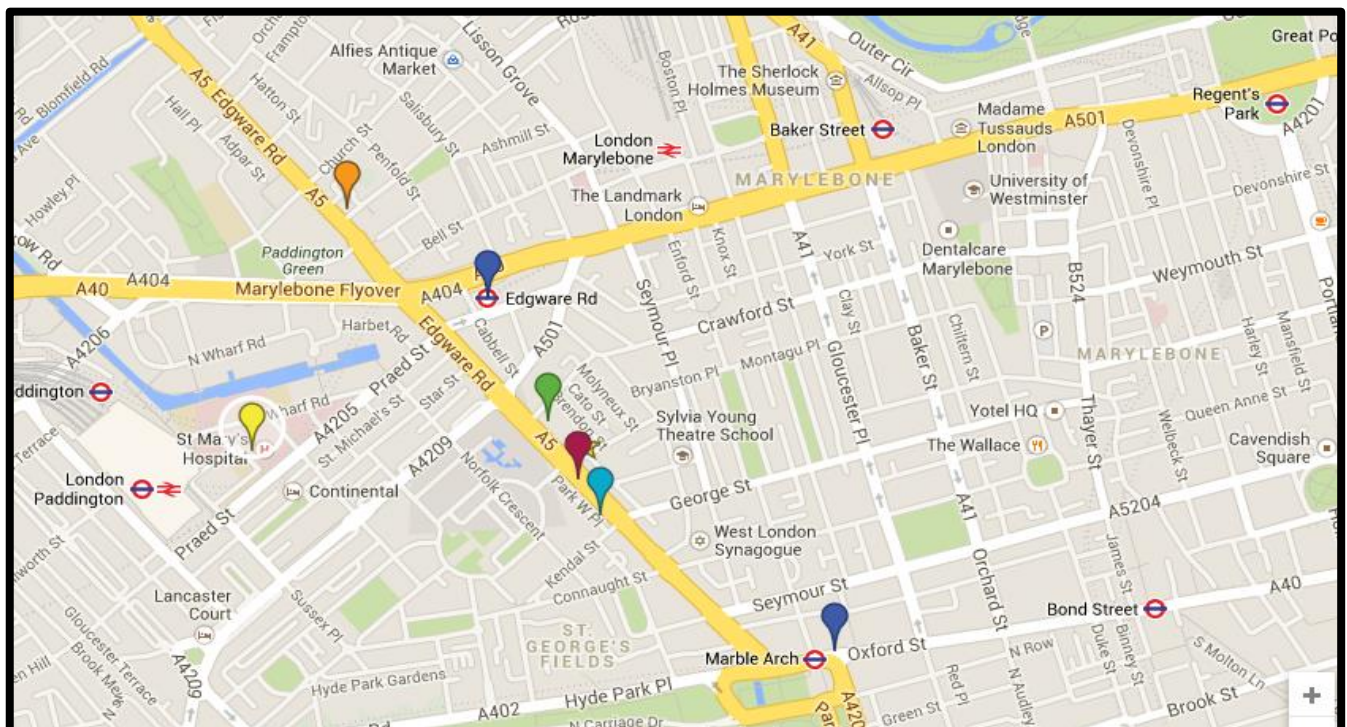 Orch
Frampt
Alfies Antique
Market
Lisson Grove
Boston Pl
A41
Outer Cir
Great Po
Blomfield Rd
A5 Edgware Rd
Hatton St
Salisbury St
The Sherlock
Holmes Museum
Allsop Pl
Regent's
Park
Hall Pl
Adpar St
Church St
Penfold St
Ashmill St
London
Marylebone
Baker Street
Madame
Tussauds
London
A501
A4201
Devonshire Pl
Devonshire St
A5
MARYLEBONE
University of
Westminster
The Landmark
London
Howley Pl
Bell St
Paddington
Green
Enford St
Knox St
A41
York St
Dentalcare
Marylebone
Weymouth St
B524
Portlan
A40
A404
Marylebone Flyover
A404
Edgware Rd
Seymour Pl
Crawford St
Clay St
Baker St
Chiltern St
Harley St
Mansfield St
A4206
Harbet Rd
N Wharf Rd
Edgware Rd
Cabbell St
A501
Gloucester Pl
MARYLEBONE
Praed St
Star St
Molyneux St
Montagu Pl
Bryanston Pl
ddington
Wharf Rd
A4205
St. Michael's St
Cato St
Brendon St
Sylvia Young
Theatre School
Yotel HQ
Thayer St
Queen Anne St
Welbeck St
The Wallace
Cavendish
Square
St Mary's
Hospital
A4209
A5
Terrace
London
Paddington
Continental
Norfolk Crescent
Park W Pl
George St
A5204
Praed St
West London
Synagogue
A41
James St
Kendal St
Connaught St
Orchard St
Seymour St
A40
Lancaster
Court
Sussex Pl
Bond Street
Gloucester Terrace
Brook Mews
ST.
GEORGE'S
FIELDS
Marble Arch
Oxford St
N Row
Duke St
Binney St
S Molton Ln
A4209
Hyde Park Gardens
Hyde Park Pl
Red Pl
N Audley
Brook St
A402
N Carriage Dr
Green St
+